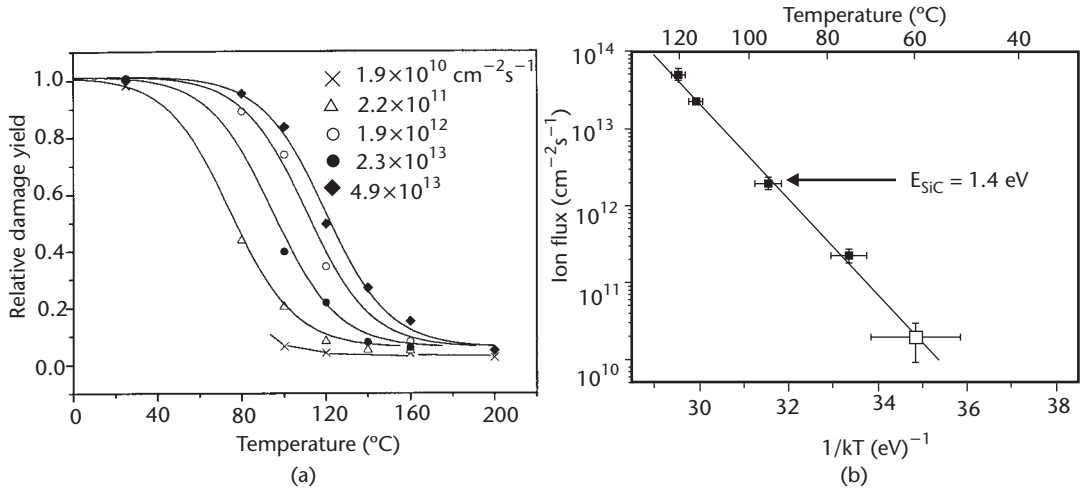 1.0
0.8
0.6
0.4
0.2
0.0
Relative damage yield
× 1.9×10¹⁰ cm⁻²s⁻¹
△ 2.2×10¹¹
○ 1.9×10¹²
● 2.3×10¹³
◆ 4.9×10¹³
0 40 80 120 160 200
Temperature (ºC)
(a)
Temperature (ºC)
120 100 80 60 40
10¹⁴
10¹³
10¹²
10¹¹
10¹⁰
Ion flux (cm⁻²s⁻¹)
E_SiC = 1.4 eV
30 32 34 36 38
1/kT (eV)⁻¹
(b)